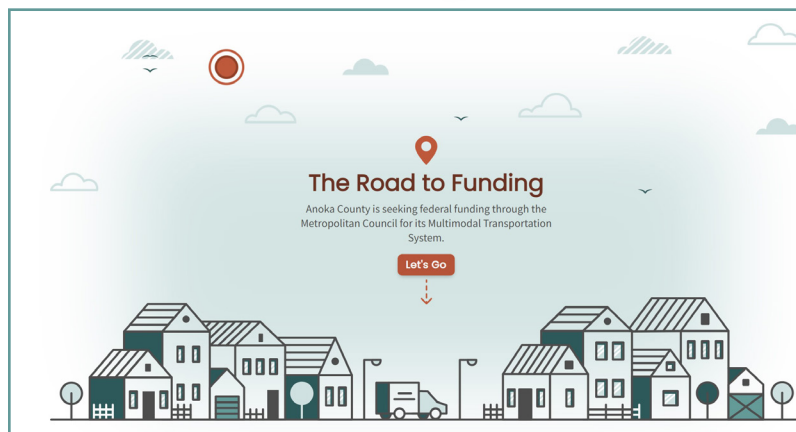 The Road to Funding
Anoka County is seeking federal funding through the
Metropolitan Council for its Multimodal Transportation
System.
Let's Go